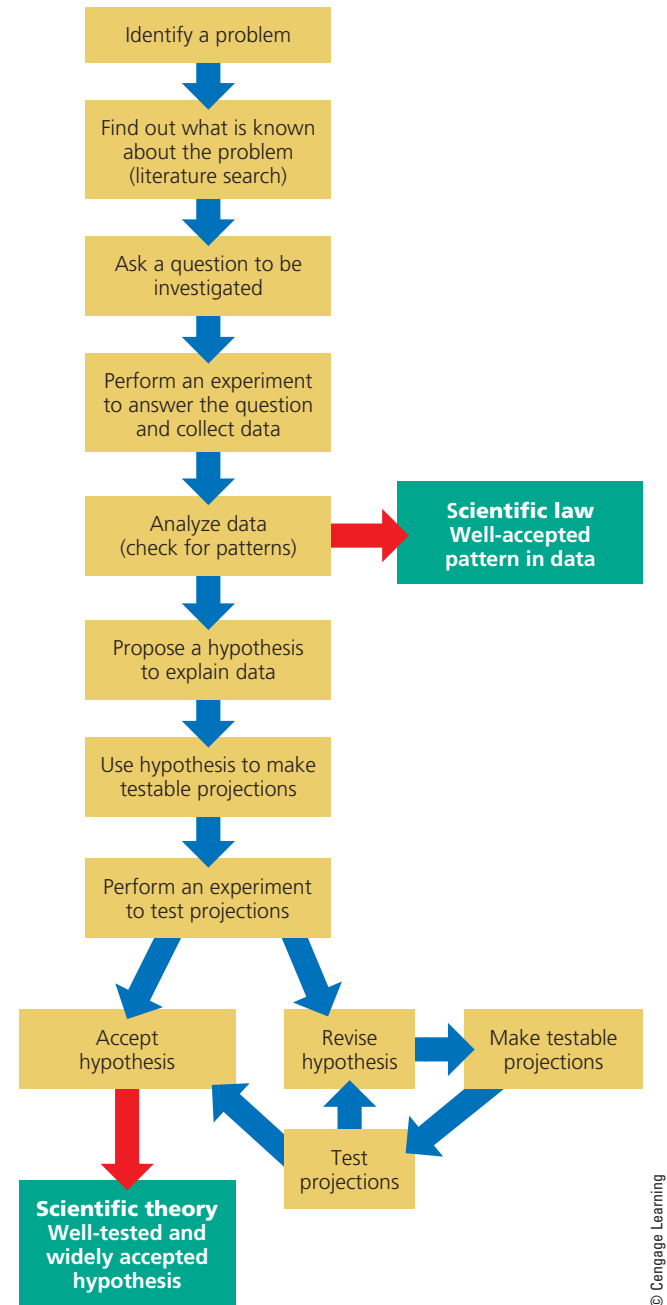 Identify a problem
Find out what is known
about the problem
(literature search)
Ask a question to be
investigated
Perform an experiment
to answer the question
and collect data
Analyze data
(check for patterns)
Scientific law
Well-accepted
pattern in data
Propose a hypothesis
to explain data
Use hypothesis to make
testable projections
Perform an experiment
to test projections
Accept
hypothesis
Revise
hypothesis
Make testable
projections
Test
projections
Scientific theory
Well-tested and
widely accepted
hypothesis
© Cengage Learning